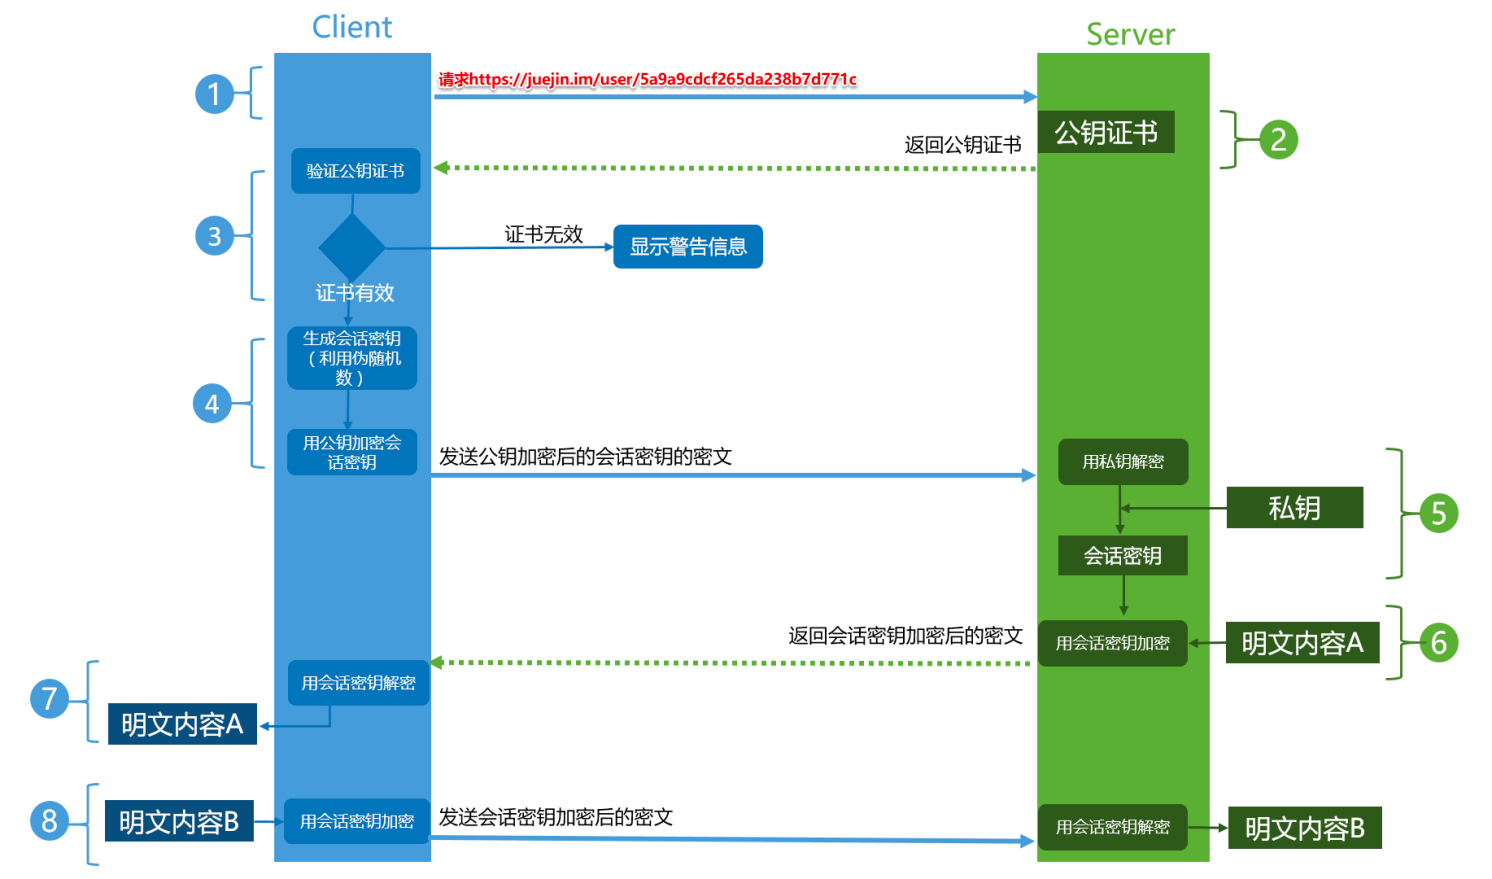 Client
Server
1
请求https://juejin.im/user/5a9a9cdcf265da238b7d771c
公钥证书
2
返回公钥证书
验证公钥证书
3
证书无效
显示警告信息
证书有效
生成会话密钥
（利用伪随机
数）
4
用公钥加密会
话密钥
发送公钥加密后的会话密钥的密文
用私钥解密
私钥
5
会话密钥
返回会话密钥加密后的密文
用会话密钥加密
明文内容A
6
用会话密钥解密
7
明文内容A
8
明文内容B
用会话密钥加密
发送会话密钥加密后的密文
用会话密钥解密
明文内容B